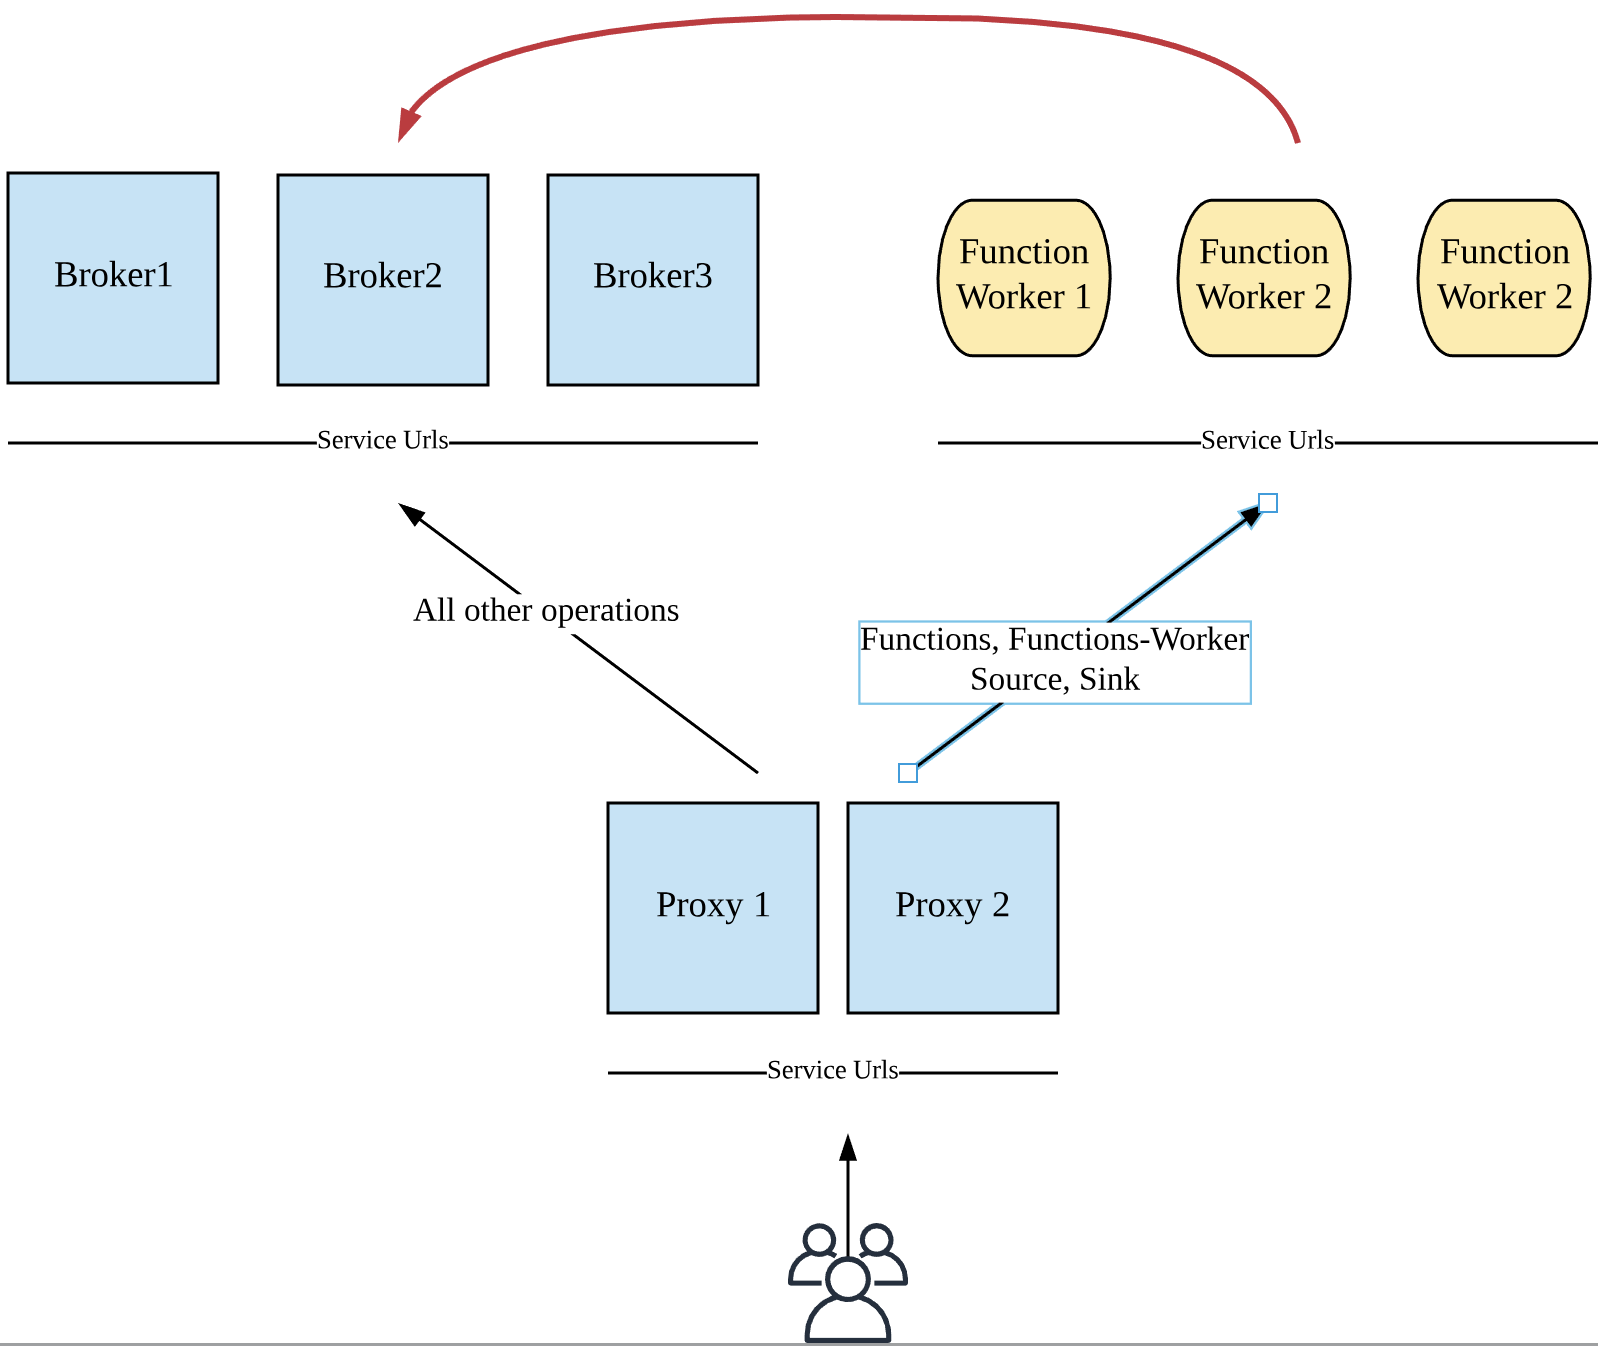 Broker1
Broker2
Broker3
Function
Worker 1
Function
Worker 2
Function
Worker 2
Service Urls
Service Urls
All other operations
Functions, Functions-Worker
Source, Sink
Proxy 1
Proxy 2
Service Urls